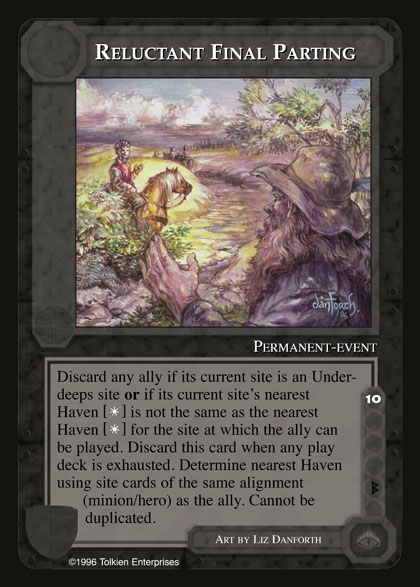 RELUCTANT FINAL PARTING
danForth
96
PERMANENT-EVENT
Discard any ally if its current site is an Under-
deeps site or if its current site's nearest
Haven [☀] is not the same as the nearest
Haven [☀] for the site at which the ally can
be played. Discard this card when any play
deck is exhausted. Determine nearest Haven
using site cards of the same alignment
(minion/hero) as the ally. Cannot be
duplicated.
10
ART BY LIZ DANFORTH
©1996 Tolkien Enterprises